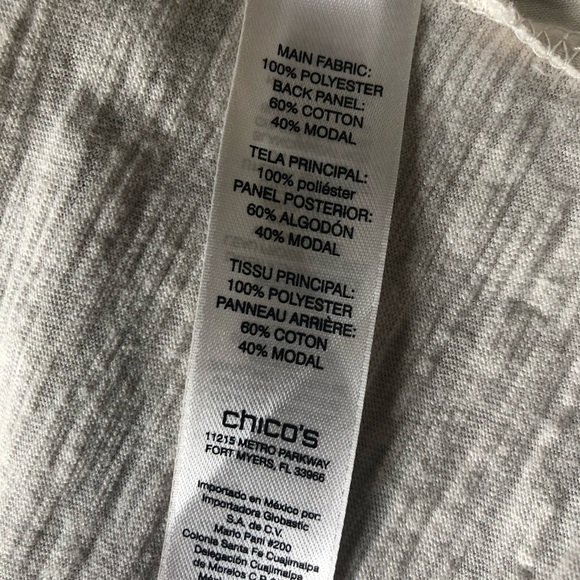 MAIN FABRIC:
100% POLYESTER
BACK PANEL:
60% COTTON
40% MODAL
TELA PRINCIPAL:
100% poliéster
PANEL POSTERIOR:
60% ALGODÓN
40% MODAL
TISSU PRINCIPAL:
100% POLYESTER
PANNEAU ARRIÈRE:
60% COTON
40% MODAL
chico's
11215 METRO PARKWAY
FORT MYERS, FL 33966
Importado en México por:
Importadora Globastic
S.A. de C.V.
Mario Pani #200
Colonia Santa Fe Cuajimalpa
Delegación Cuajimalpa
de Morelos C.P.